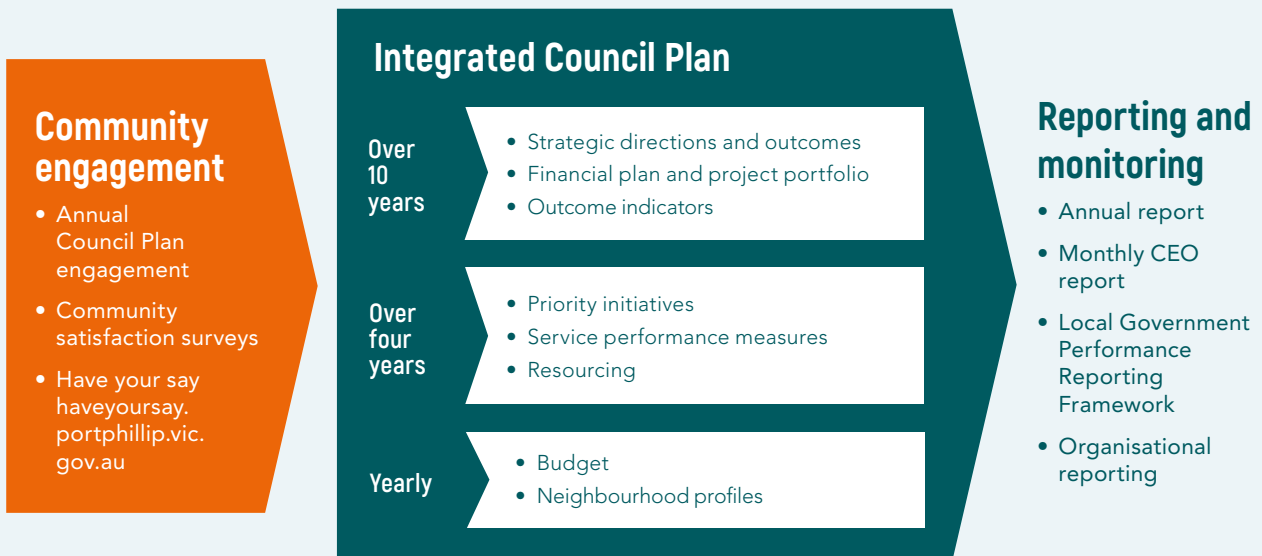 Community
engagement
• Annual
Council Plan
engagement
• Community
satisfaction surveys
• Have your say
haveyoursay.
portphillip.vic.
gov.au
Integrated Council Plan
Over
10
years
• Strategic directions and outcomes
• Financial plan and project portfolio
• Outcome indicators
Over
four
years
• Priority initiatives
• Service performance measures
• Resourcing
Yearly
• Budget
• Neighbourhood profiles
Reporting and
monitoring
• Annual report
• Monthly CEO
report
• Local Government
Performance
Reporting
Framework
• Organisational
reporting